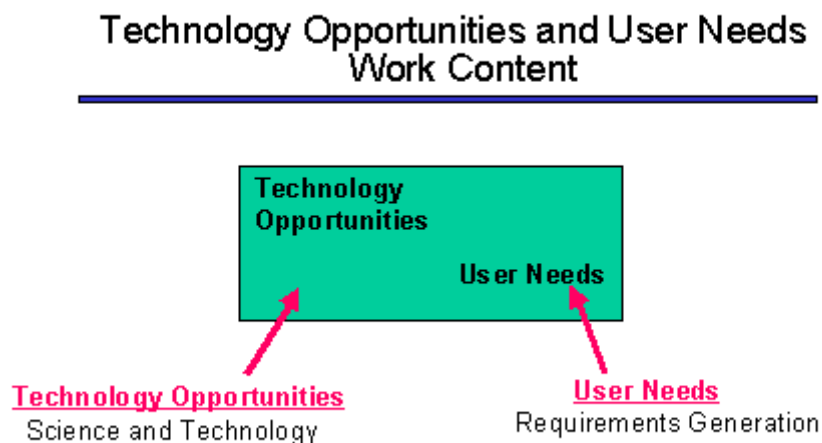 Technology Opportunities and User Needs
Work Content
Technology
Opportunities
User Needs
Technology Opportunities
Science and Technology
User Needs
Requirements Generation